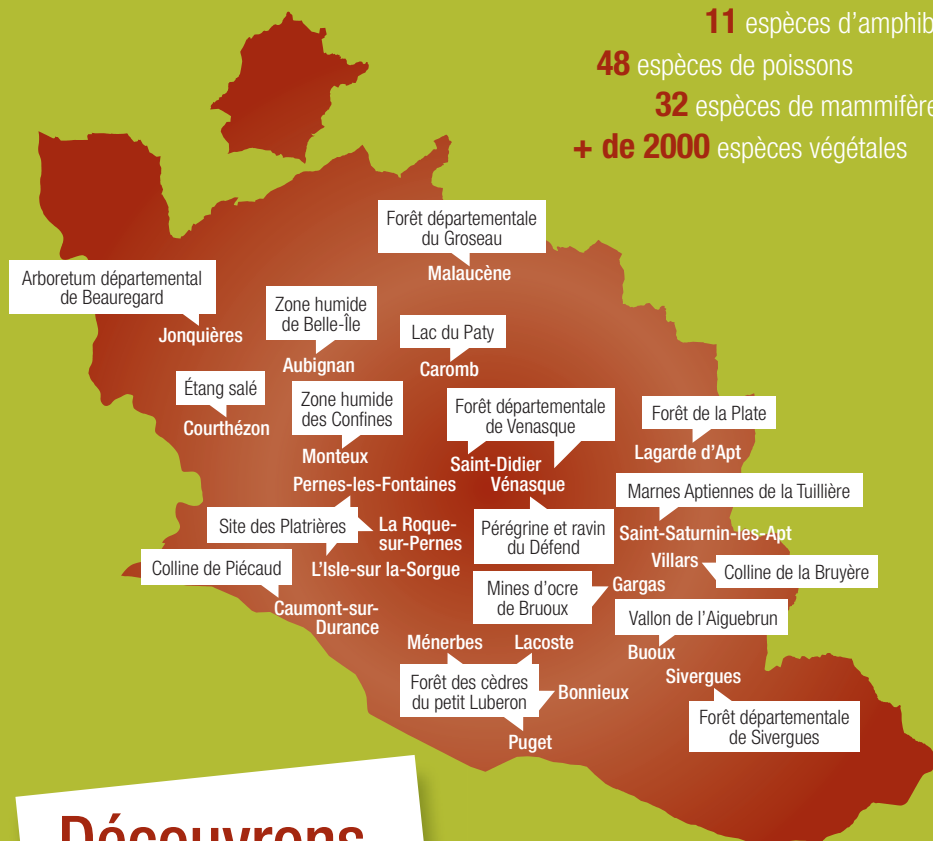 11 espèces d'amphib
48 espèces de poissons
32 espèces de mammifère
+ de 2000 espèces végétales
Forêt départementale
du Groseau
Malaucène
Arboretum départemental
de Beauregard
Jonquières
Zone humide
de Belle-Île
Aubignan
Lac du Paty
Caromb
Étang salé
Courthézon
Zone humide
des Confines
Monteux
Forêt départementale
de Venasque
Saint-Didier
Vénasque
Forêt de la Plate
Lagarde d'Apt
Pernes-les-Fontaines
Marnes Aptiennes de la Tuillière
Saint-Saturnin-les-Apt
Site des Platrières
La Roque-
sur-Pernes
L'Isle-sur la-Sorgue
Pérégrine et ravin
du Défend
Villars
Colline de la Bruyère
Colline de Piécaud
Caumont-sur-
Durance
Mines d'ocre
de Bruoux
Gargas
Vallon de l'Aiguebrun
Buoux
Ménerbes
Lacoste
Forêt des cèdres
du petit Luberon
Bonnieux
Puget
Sivergues
Forêt départementale
de Sivergues
Découvrons